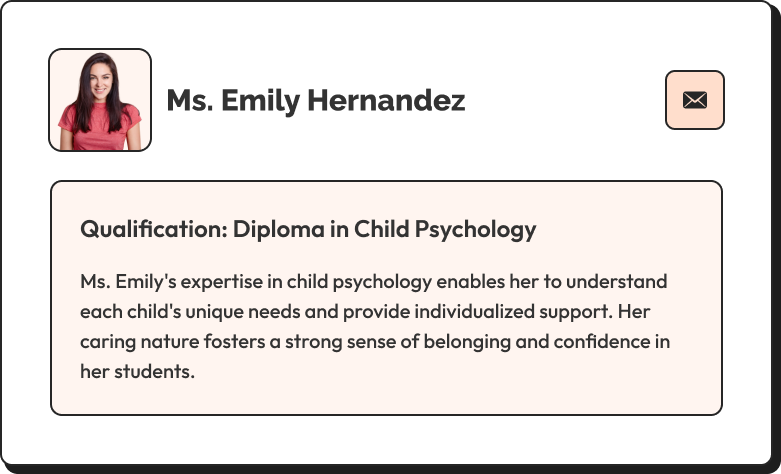 Ms. Emily Hernandez
Qualification: Diploma in Child Psychology
Ms. Emily's expertise in child psychology enables her to understand
each child's unique needs and provide individualized support. Her
caring nature fosters a strong sense of belonging and confidence in
her students.